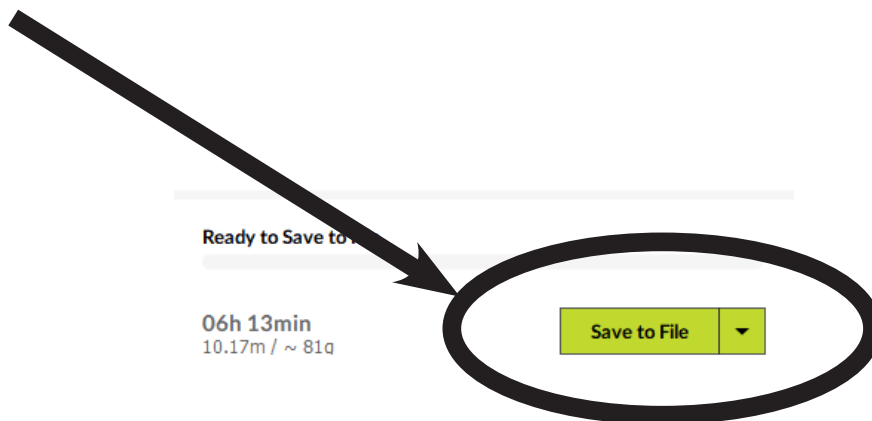 Ready to Save to
06h 13min
10.17m / ~ 81g
Save to File